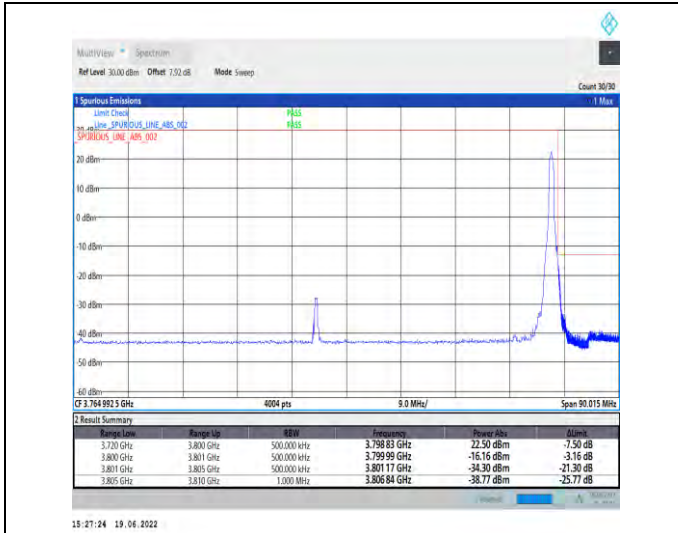 MultiView Spectrum
Ref Level 30.00 dBm Offset 7.92 dB Mode Sweep
Count 30/30
1 Spurious Emissions 1 Max
Limit Check PASS
Line _SPURIOUS_LINE_ABS_002 PASS
_SPURIOUS_LINE_ABS_002
20 dBm
10 dBm
0 dBm
-10 dBm
-20 dBm
-30 dBm
-40 dBm
-50 dBm
-60 dBm
CF 3.764 992 5 GHz 4004 pts 9.0 MHz/ Span 90.015 MHz
2 Result Summary
Range Low Range Up RBW Frequency Power Abs ΔLimit
3.720 GHz 3.800 GHz 500.000 kHz 3.798 83 GHz 22.50 dBm -7.50 dB
3.800 GHz 3.801 GHz 500.000 kHz 3.799 99 GHz -16.16 dBm -3.16 dB
3.801 GHz 3.805 GHz 500.000 kHz 3.801 17 GHz -34.30 dBm -21.30 dB
3.805 GHz 3.810 GHz 1.000 MHz 3.806 84 GHz -38.77 dBm -25.77 dB
15:27:24 19.06.2022